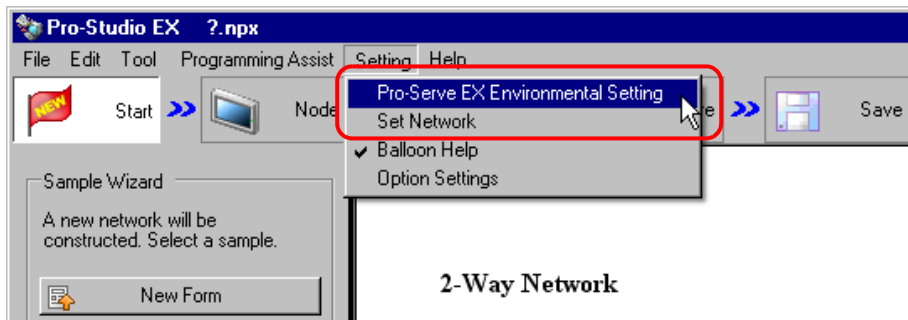 Pro-Studio EX ?.npx
File Edit Tool Programming Assist Setting Help
NEW Start Node re Save
Pro-Serve EX Environmental Setting
Set Network
Balloon Help
Option Settings
Sample Wizard
A new network will be
constructed. Select a sample.
New Form
2-Way Network